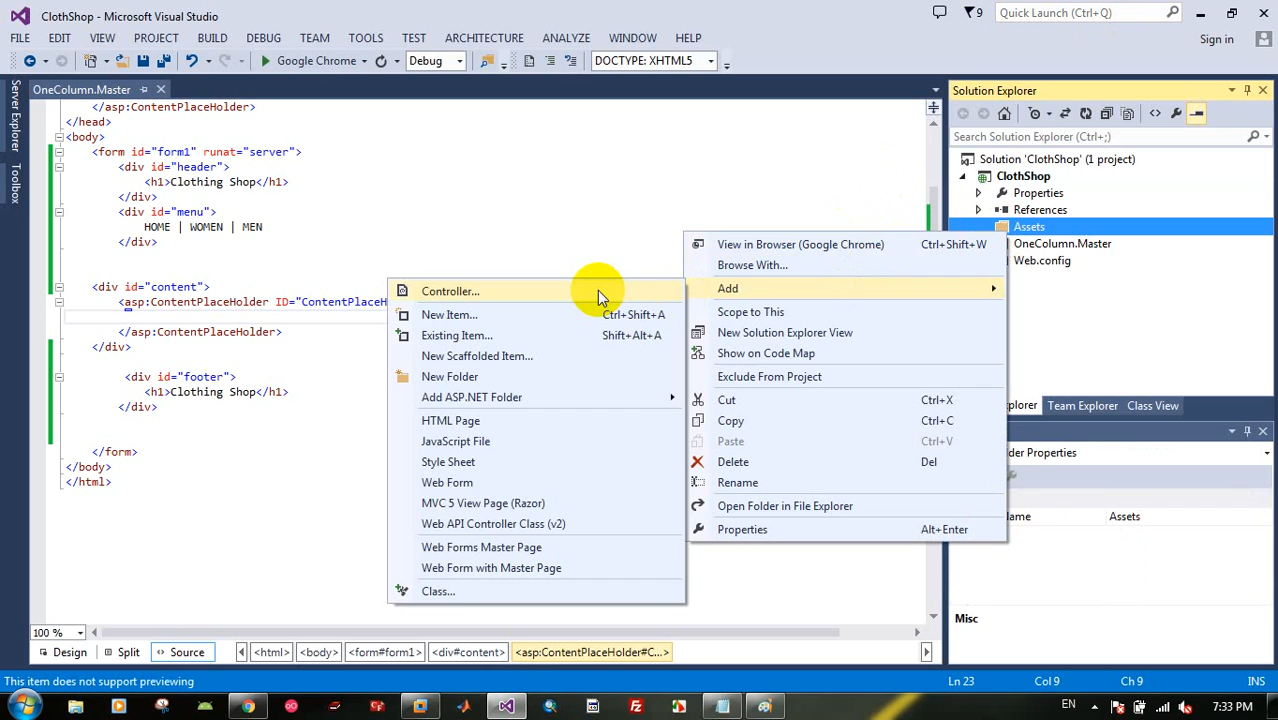 ClothShop - Microsoft Visual Studio
9
Quick Launch (Ctrl+Q)
FILE EDIT VIEW PROJECT BUILD DEBUG TEAM TOOLS TEST ARCHITECTURE ANALYZE WINDOW HELP
Sign in
Google Chrome Debug DOCTYPE: XHTML5
Server Explorer
Toolbox
OneColumn.Master
</asp:ContentPlaceHolder>
</head>
<body>
<form id="form1" runat="server">
<div id="header">
<h1>Clothing Shop</h1>
</div>
<div id="menu">
HOME | WOMEN | MEN
</div>
<div id="content">
<asp:ContentPlaceHolder ID="ContentPlaceH
</asp:ContentPlaceHolder>
</div>
<div id="footer">
<h1>Clothing Shop</h1>
</div>
</form>
</body>
</html>
Controller...
New Item... Ctrl+Shift+A
Existing Item... Shift+Alt+A
New Scaffolded Item...
New Folder
Add ASP.NET Folder
HTML Page
JavaScript File
Style Sheet
Web Form
MVC 5 View Page (Razor)
Web API Controller Class (v2)
Web Forms Master Page
Web Form with Master Page
Class...
View in Browser (Google Chrome) Ctrl+Shift+W
Browse With...
Add
Scope to This
New Solution Explorer View
Show on Code Map
Exclude From Project
Cut Ctrl+X
Copy Ctrl+C
Paste Ctrl+V
Delete Del
Rename
Open Folder in File Explorer
Properties Alt+Enter
Solution Explorer
Search Solution Explorer (Ctrl+;)
Solution 'ClothShop' (1 project)
ClothShop
Properties
References
Assets
OneColumn.Master
Web.config
plorer Team Explorer Class View
der Properties
ame Assets
Misc
100 %
Design Split Source <html> <body> <form#form1> <div#content> <asp:ContentPlaceHolder#C...>
This item does not support previewing Ln 23 Col 9 Ch 9 INS
EN 7:33 PM